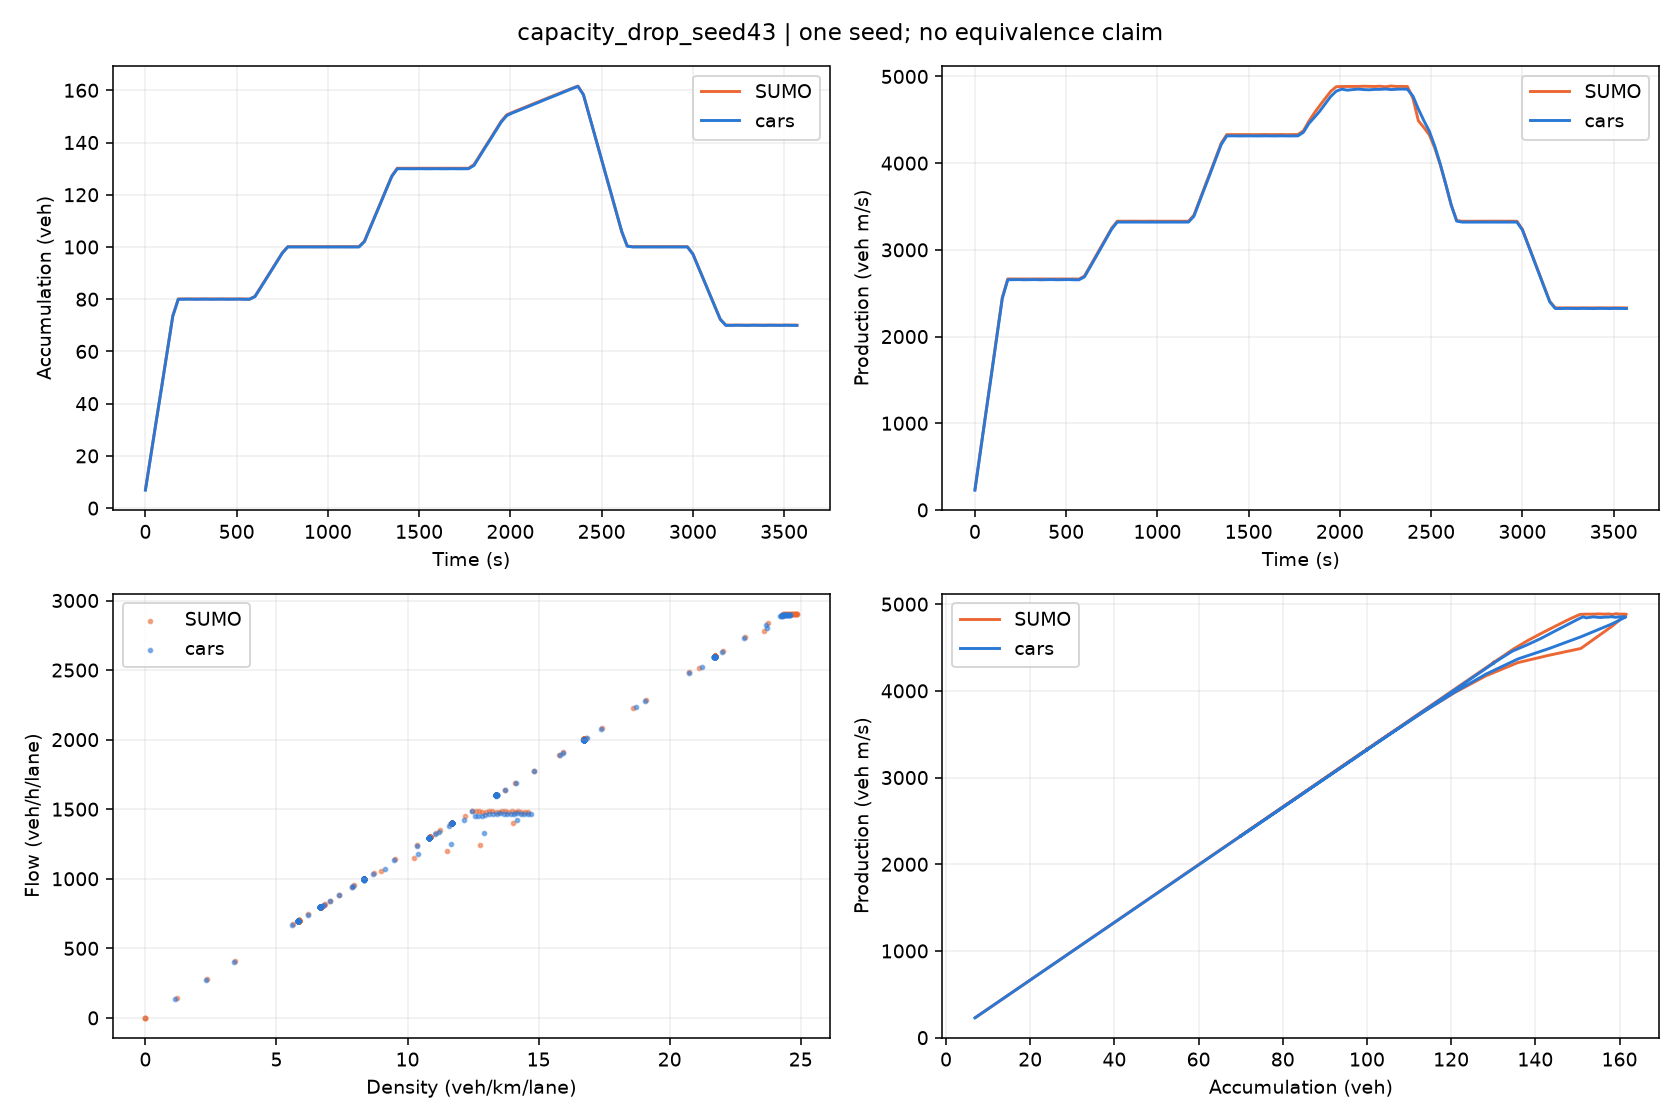 capacity_drop_seed43 | one seed; no equivalence claim
160
140
120
100
80
60
40
20
0
Accumulation (veh)
SUMO
cars
0 500 1000 1500 2000 2500 3000 3500
Time (s)
5000
4000
3000
2000
1000
0
Production (veh m/s)
SUMO
cars
0 500 1000 1500 2000 2500 3000 3500
Time (s)
3000
2500
2000
1500
1000
500
0
Flow (veh/h/lane)
SUMO
cars
0 5 10 15 20 25
Density (veh/km/lane)
5000
4000
3000
2000
1000
0
Production (veh m/s)
SUMO
cars
0 20 40 60 80 100 120 140 160
Accumulation (veh)